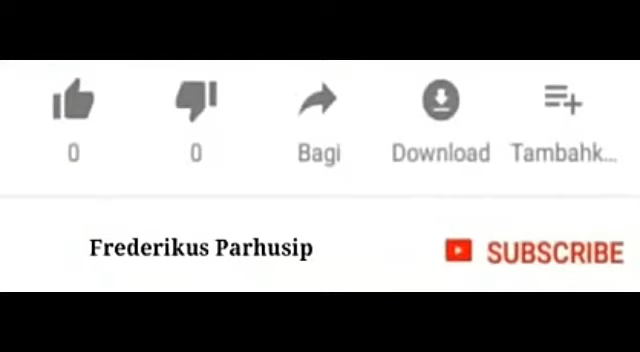 0 0 Bagi Download Tambahk...
Frederikus Parhusip SUBSCRIBE